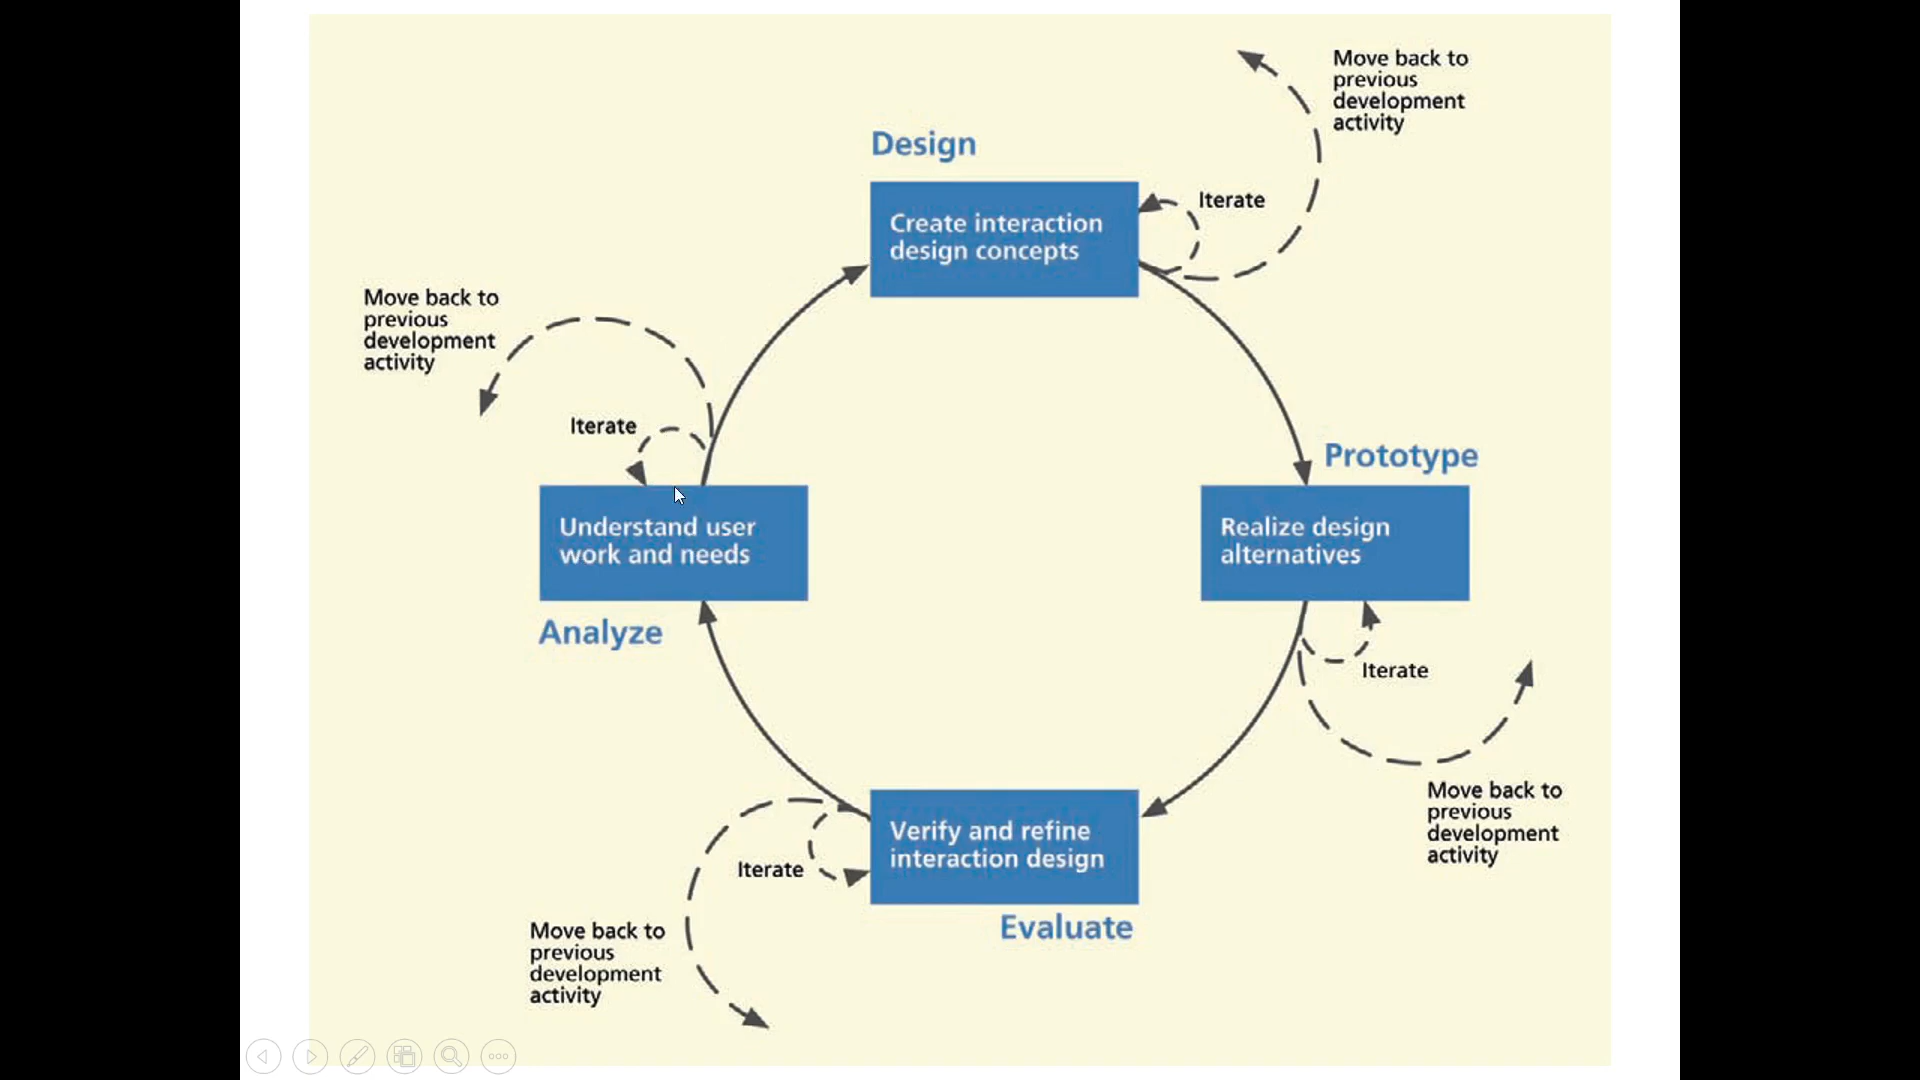 Move back to
previous
development
activity
Design
Iterate
Create interaction
design concepts
Move back to
previous
development
activity
Iterate
Prototype
Understand user
work and needs
Realize design
alternatives
Analyze
Iterate
Move back to
previous
development
activity
Verify and refine
interaction design
Iterate
Evaluate
Move back to
previous
development
activity